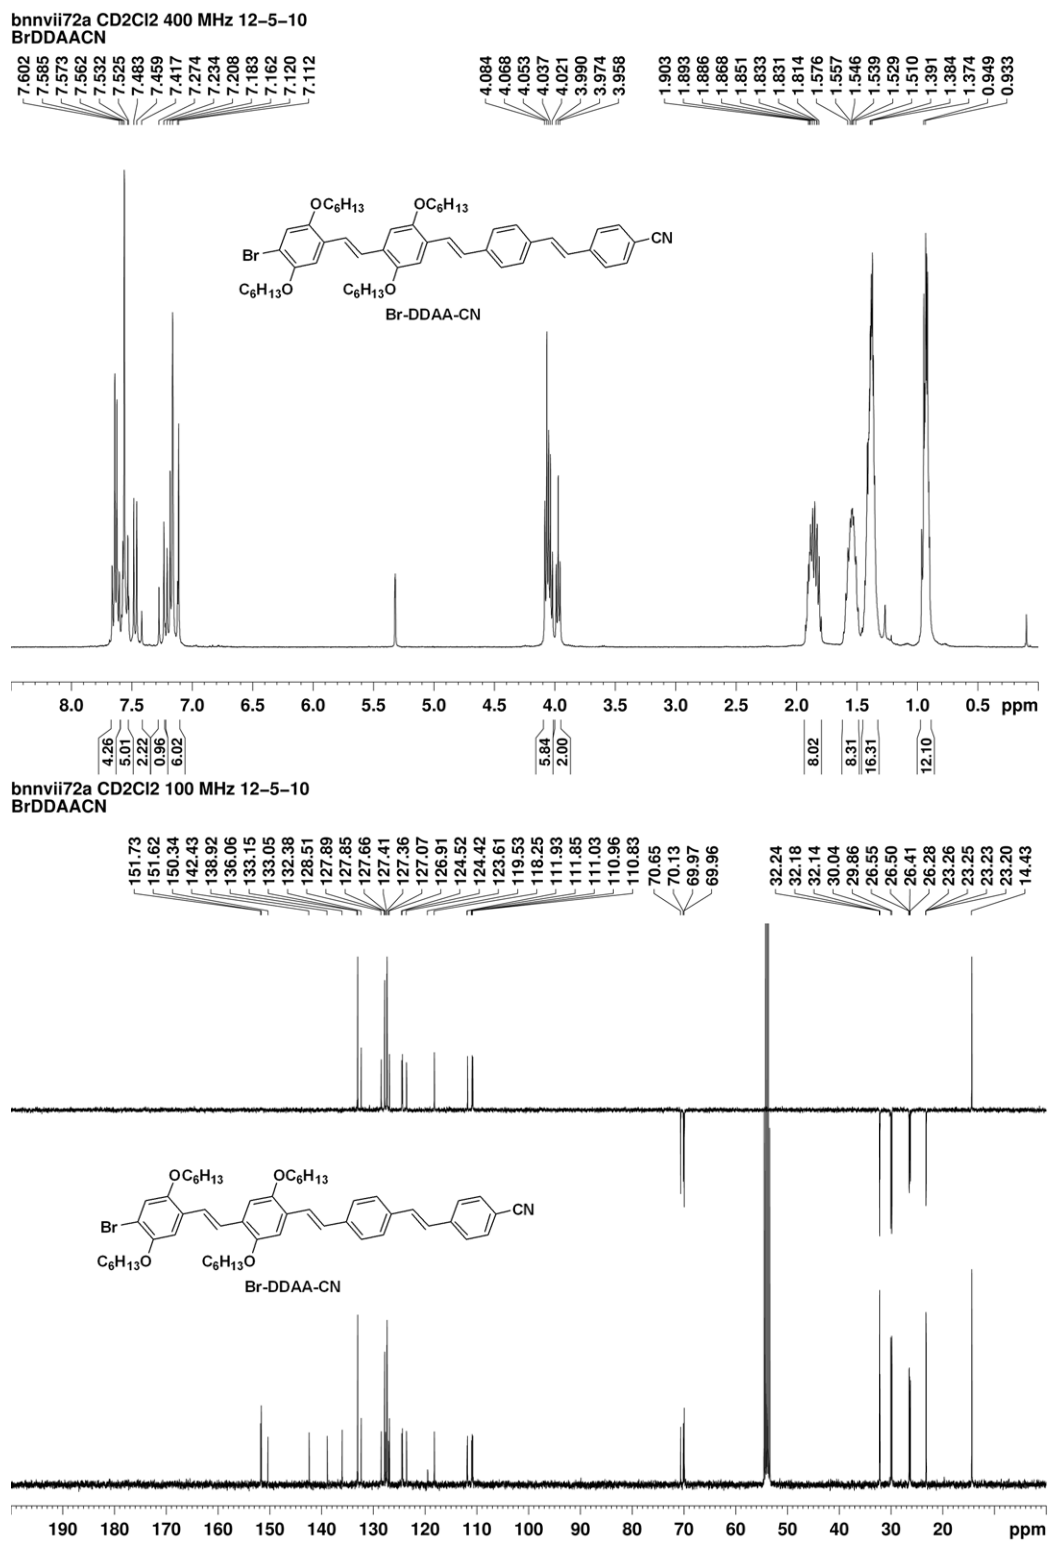 bnnvii72a CD2Cl2 400 MHz 12–5–10
BrDDAACN
7.602 7.585 7.573 7.562 7.532 7.525 7.483 7.459 7.417 7.274 7.234 7.208 7.183 7.162 7.120 7.112 4.084 4.068 4.053 4.037 4.021 3.990 3.974 3.958 1.903 1.893 1.886 1.868 1.851 1.833 1.831 1.814 1.576 1.557 1.546 1.539 1.529 1.510 1.391 1.384 1.374 0.949 0.933
OC6H13 OC6H13
Br CN
C6H13O C6H13O
Br-DDAA-CN
8.0 7.5 7.0 6.5 6.0 5.5 5.0 4.5 4.0 3.5 3.0 2.5 2.0 1.5 1.0 0.5 ppm
4.26 5.01 2.22 0.96 6.02 5.84 2.00 8.02 8.31 16.31 12.10
bnnvii72a CD2Cl2 100 MHz 12–5–10
BrDDAACN
151.73 151.62 150.34 142.43 138.92 136.06 133.15 133.05 132.38 128.51 127.89 127.85 127.66 127.41 127.36 127.07 126.91 124.52 124.42 123.61 119.53 118.25 111.93 111.85 111.03 110.96 110.83 70.65 70.13 69.97 69.96 32.24 32.18 32.14 30.04 29.86 26.55 26.50 26.41 26.28 23.26 23.25 23.23 23.20 14.43
OC6H13 OC6H13
Br CN
C6H13O C6H13O
Br-DDAA-CN
190 180 170 160 150 140 130 120 110 100 90 80 70 60 50 40 30 20 ppm